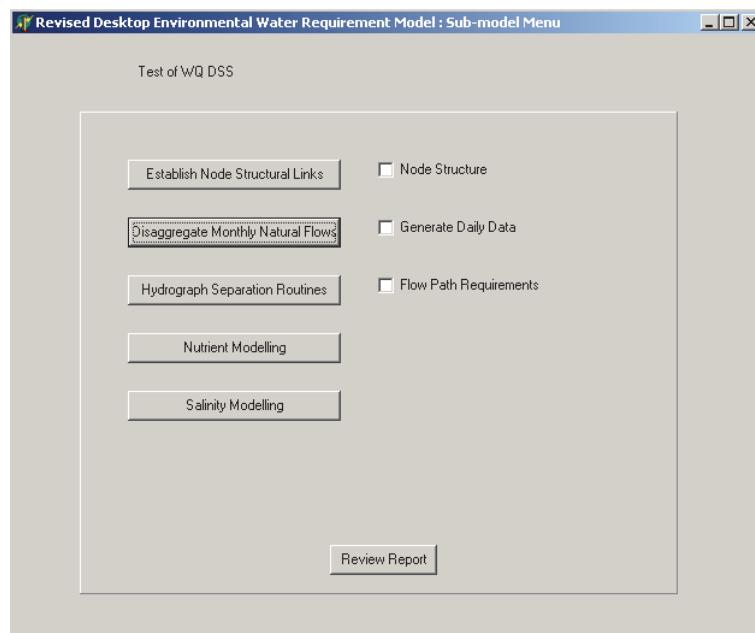 Revised Desktop Environmental Water Requirement Model : Sub-model Menu
Test of WQ DSS
Establish Node Structural Links
Node Structure
Disaggregate Monthly Natural Flows
Generate Daily Data
Hydrograph Separation Routines
Flow Path Requirements
Nutrient Modelling
Salinity Modelling
Review Report